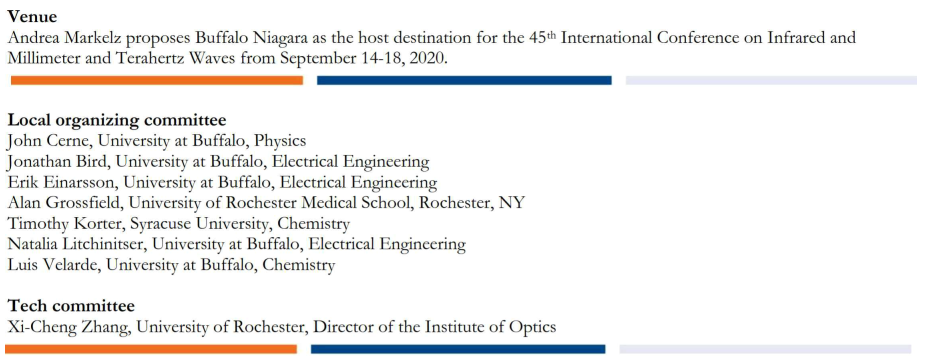 Venue
Andrea Markelz proposes Buffalo Niagara as the host destination for the 45th International Conference on Infrared and
Millimeter and Terahertz Waves from September 14-18, 2020.
Local organizing committee
John Cerne, University at Buffalo, Physics
Jonathan Bird, University at Buffalo, Electrical Engineering
Erik Einarsson, University at Buffalo, Electrical Engineering
Alan Grossfield, University of Rochester Medical School, Rochester, NY
Timothy Korter, Syracuse University, Chemistry
Natalia Litchinitser, University at Buffalo, Electrical Engineering
Luis Velarde, University at Buffalo, Chemistry
Tech committee
Xi-Cheng Zhang, University of Rochester, Director of the Institute of Optics